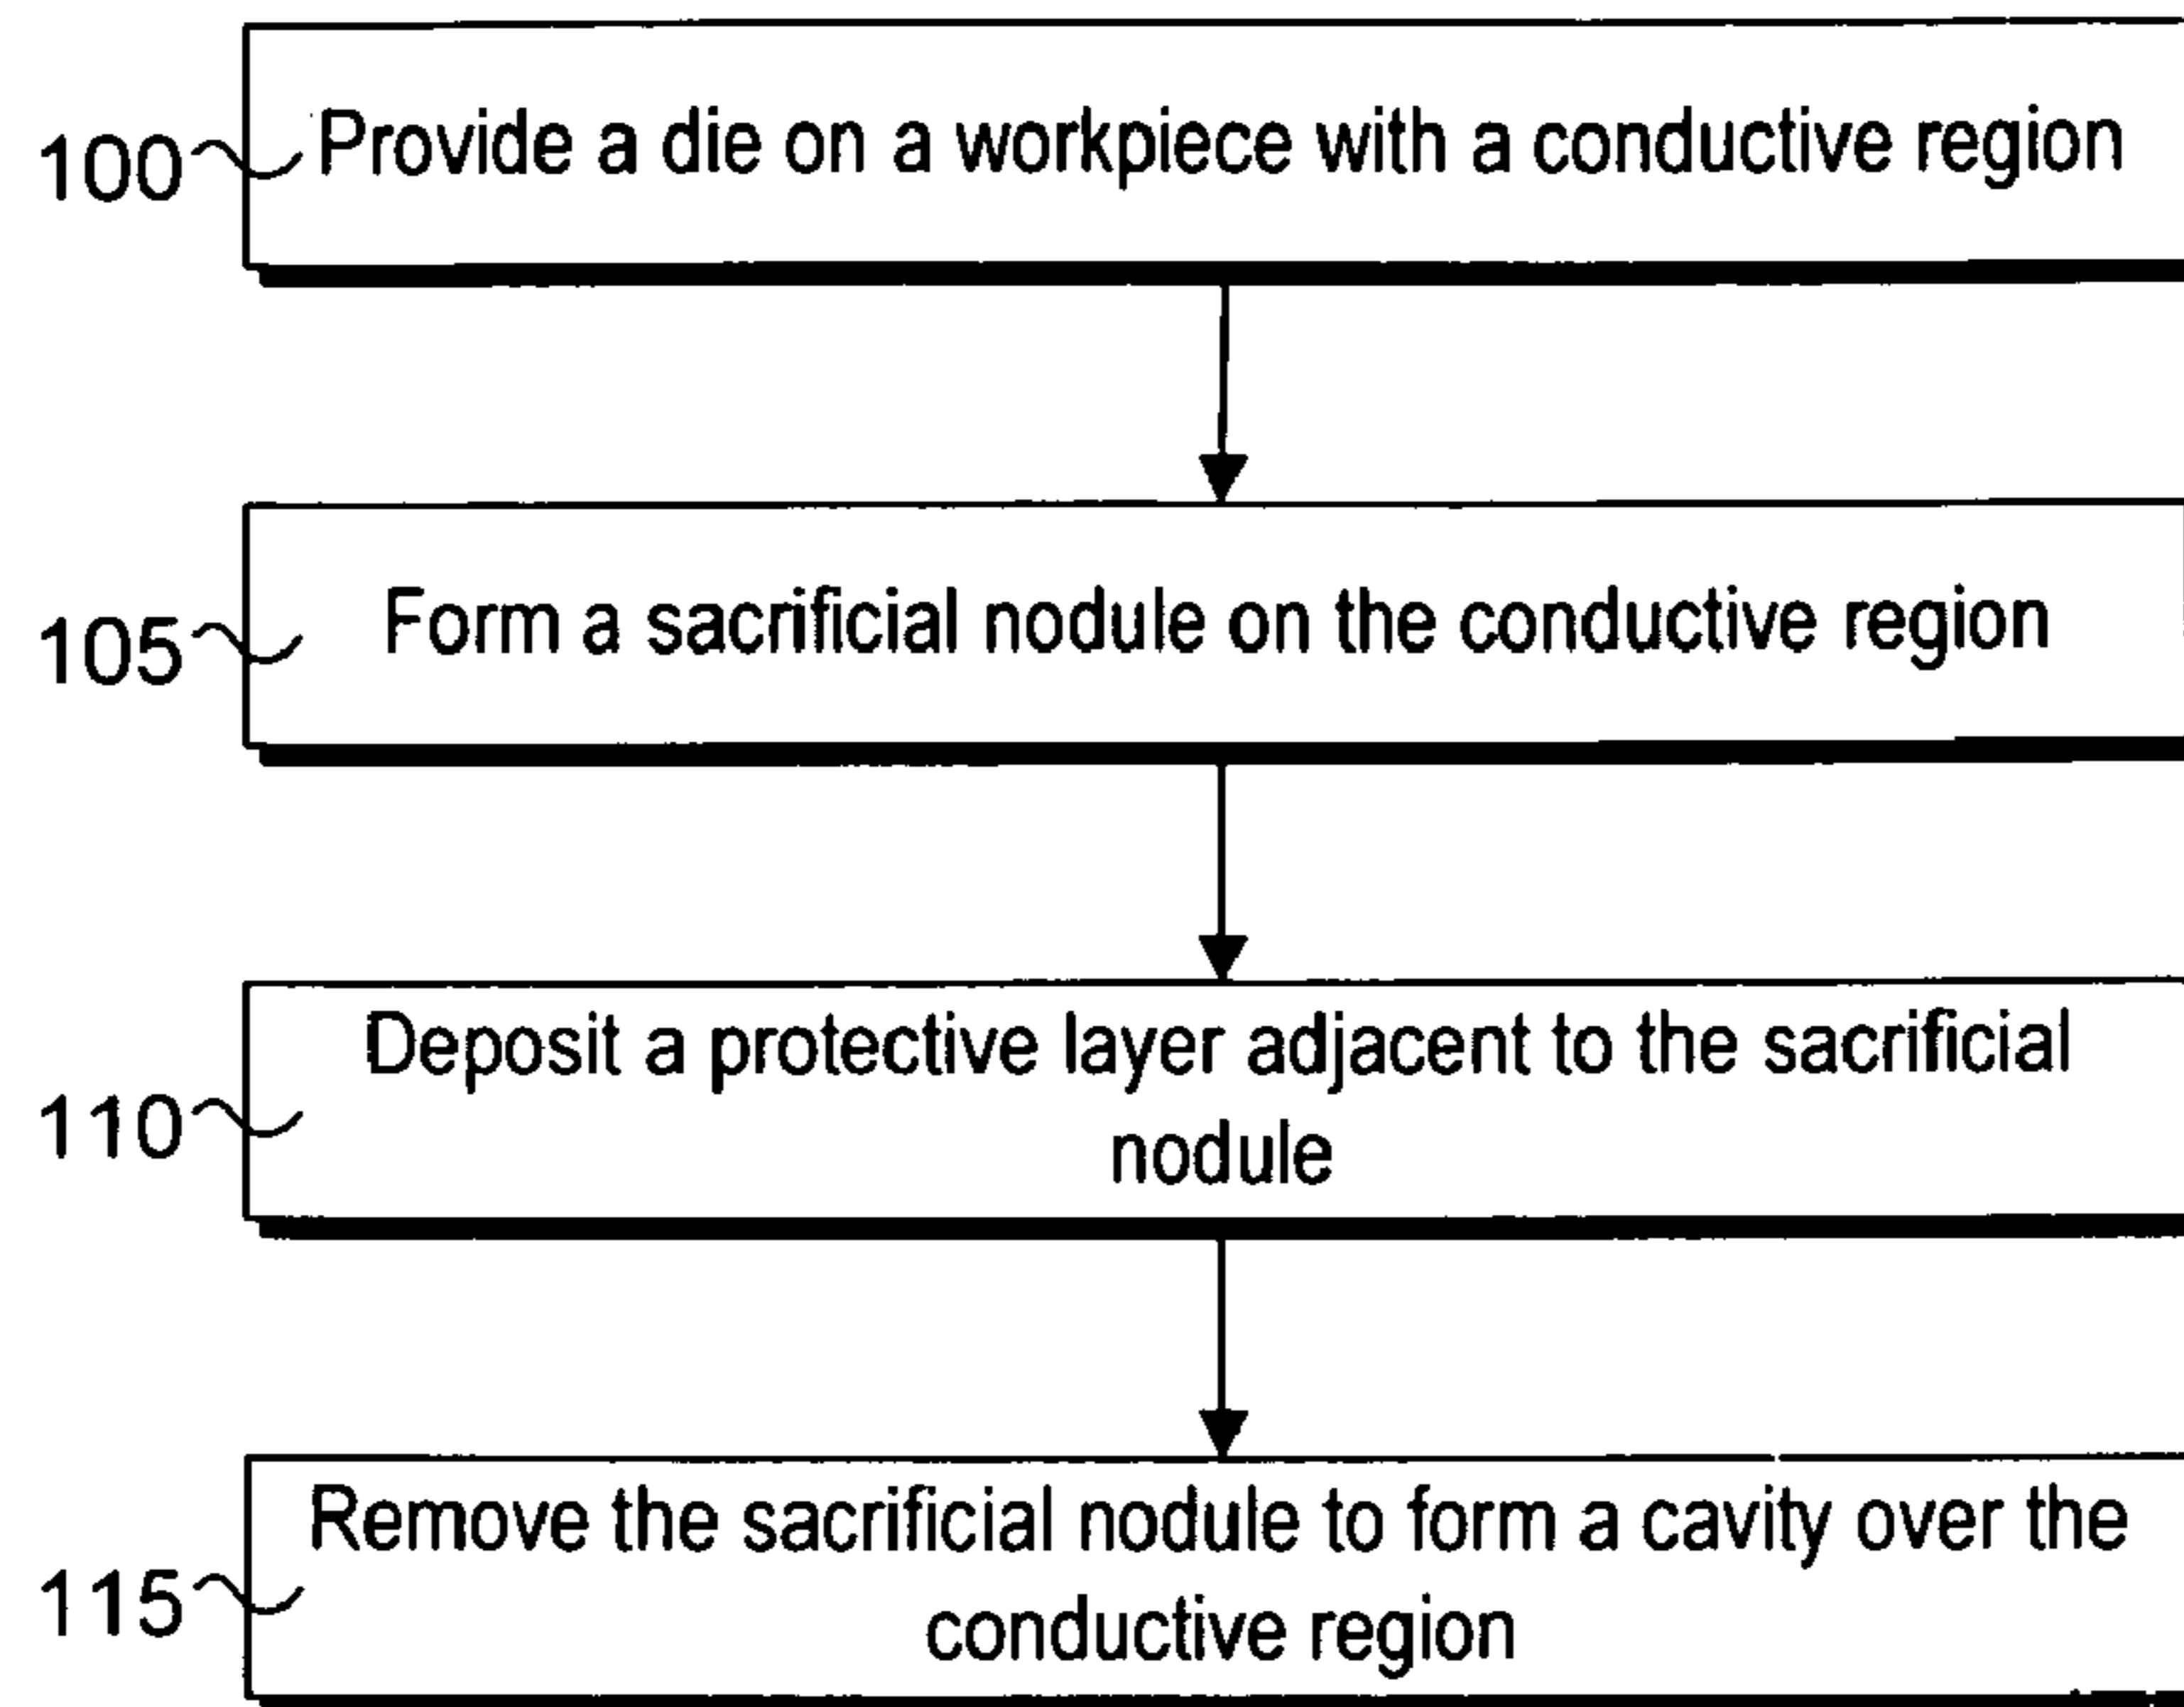 100 Provide a die on a workpiece with a conductive region
105 Form a sacrificial nodule on the conductive region
Deposit a protective layer adjacent to the sacrificial
110
nodule
Remove the sacrificial nodule to form a cavity over the
115
conductive region